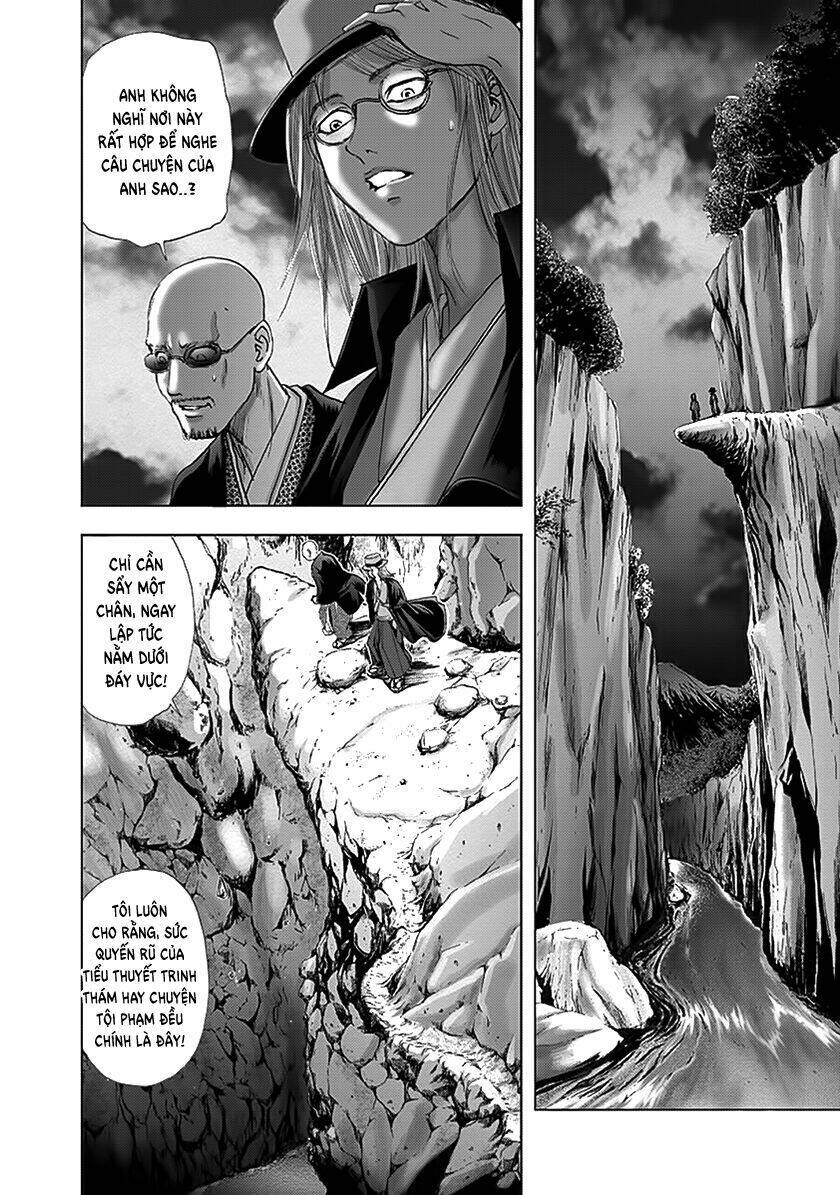 ANH KHÔNG
NGHĨ NƠI NÀY
RẤT HỢP ĐỂ NGHE
CÂU CHUYỆN CỦA
ANH SAO..?
CHỈ CẦN
SẨY MỘT
CHÂN, NGAY
LẬP TỨC
NẰM DƯỚI
ĐÁY VỰC!
TÔI LUÔN
CHO RẰNG, SỨC
QUYẾN RŨ CỦA
TIỂU THUYẾT TRINH
THÁM HAY CHUYỆN
TỘI PHẠM ĐỀU
CHÍNH LÀ ĐÂY!